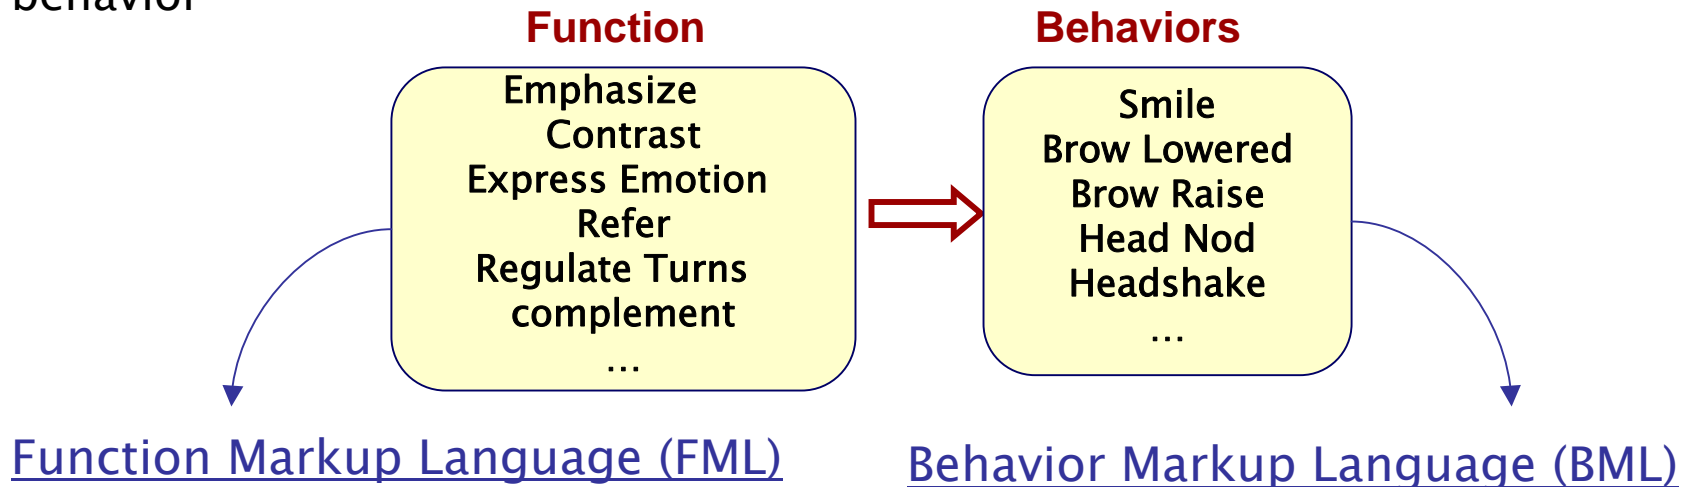 behavior
Function
Emphasize
Contrast
Express Emotion
Refer
Regulate Turns
complement
...
Behaviors
Smile
Brow Lowered
Brow Raise
Head Nod
Headshake
...
Function Markup Language (FML)
Behavior Markup Language (BML)